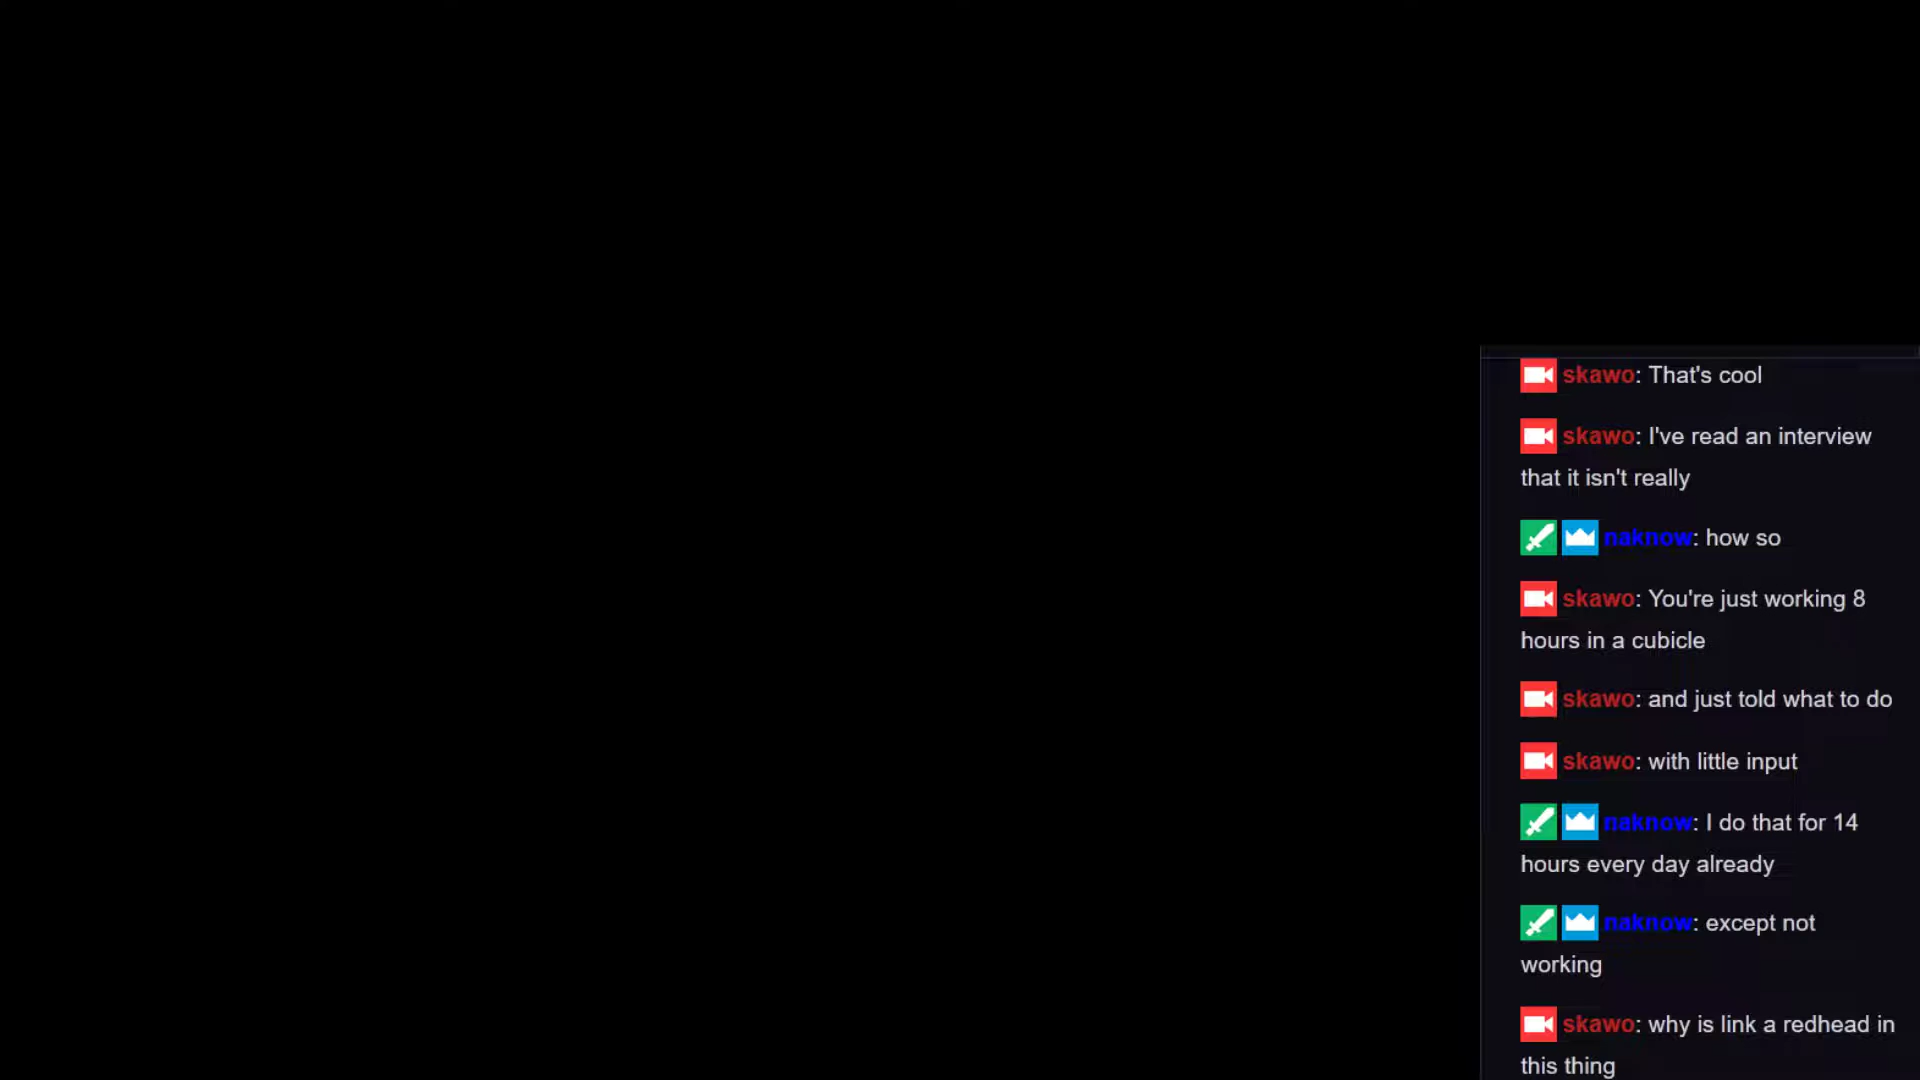 skawo: That's cool
skawo: I've read an interview
that it isn't really
naknow: how so
skawo: You're just working 8
hours in a cubicle
skawo: and just told what to do
skawo: with little input
naknow: I do that for 14
hours every day already
naknow: except not
working
skawo: why is link a redhead in
this thing